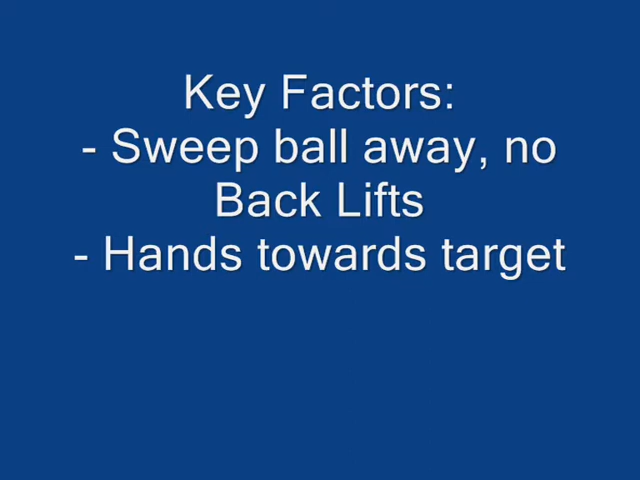 Key Factors:
- Sweep ball away, no
Back Lifts
- Hands towards target